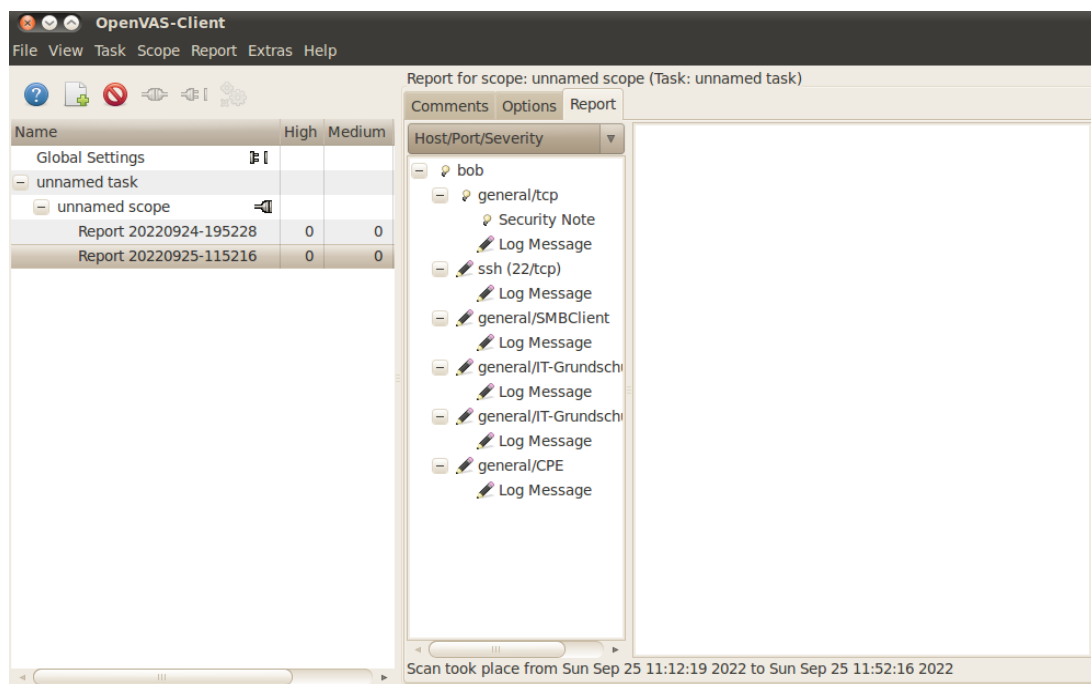 OpenVAS-Client
File View Task Scope Report Extras Help
Report for scope: unnamed scope (Task: unnamed task)
Comments Options Report
Name High Medium
Global Settings
unnamed task
unnamed scope
Report 20220924-195228 0 0
Report 20220925-115216 0 0
Host/Port/Severity
bob
general/tcp
Security Note
Log Message
ssh (22/tcp)
Log Message
general/SMBClient
Log Message
general/IT-Grundsch
Log Message
general/IT-Grundsch
Log Message
general/CPE
Log Message
Scan took place from Sun Sep 25 11:12:19 2022 to Sun Sep 25 11:52:16 2022